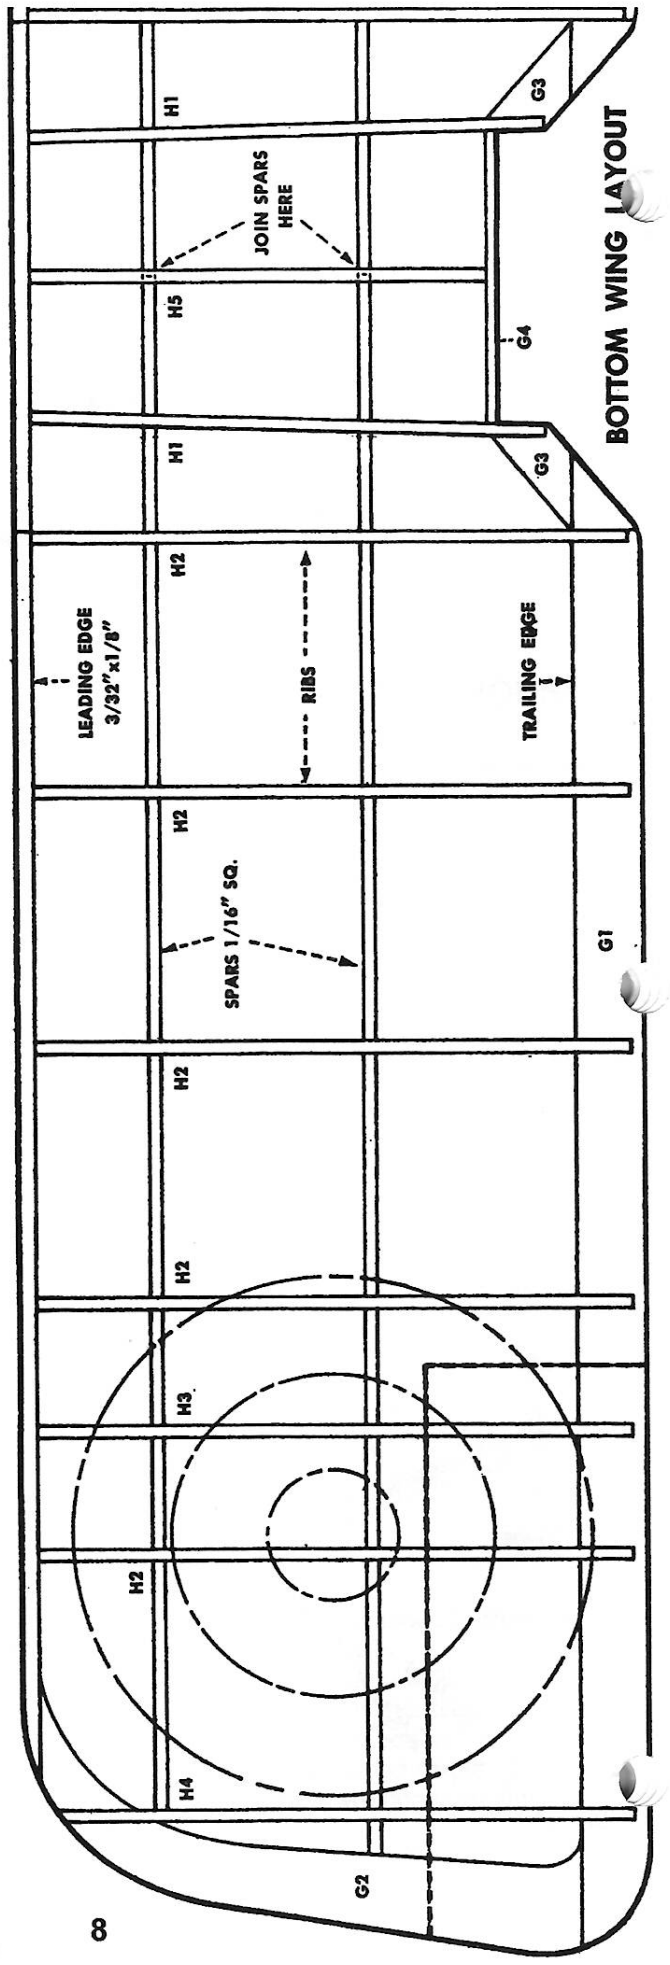 BOTTOM WING LAYOUT
8
G2
H4
H2
H3
H2
H2
H2
H2
H1
H5
H1
G3
G3
G4
G1
LEADING EDGE
3/32"x1/8"
SPARS 1/16" SQ.
RIBS
TRAILING EDGE
JOIN SPARS
HERE